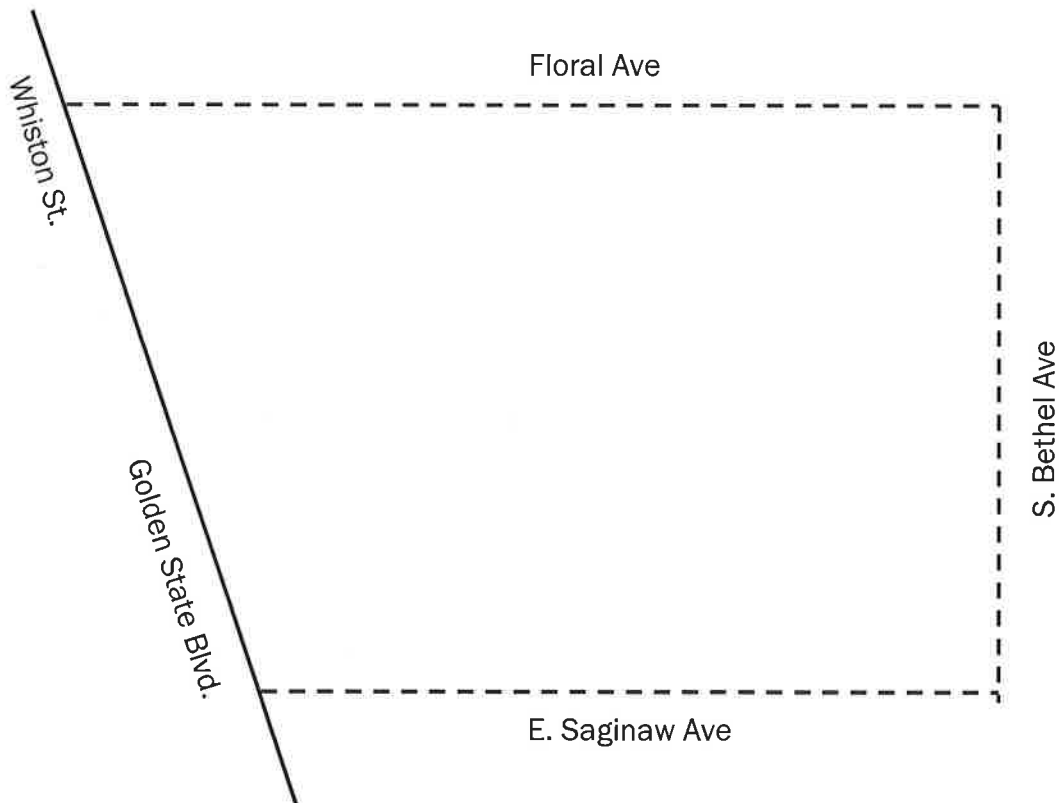 Floral Ave
Whiston St.
S. Bethel Ave
Golden State Blvd.
E. Saginaw Ave